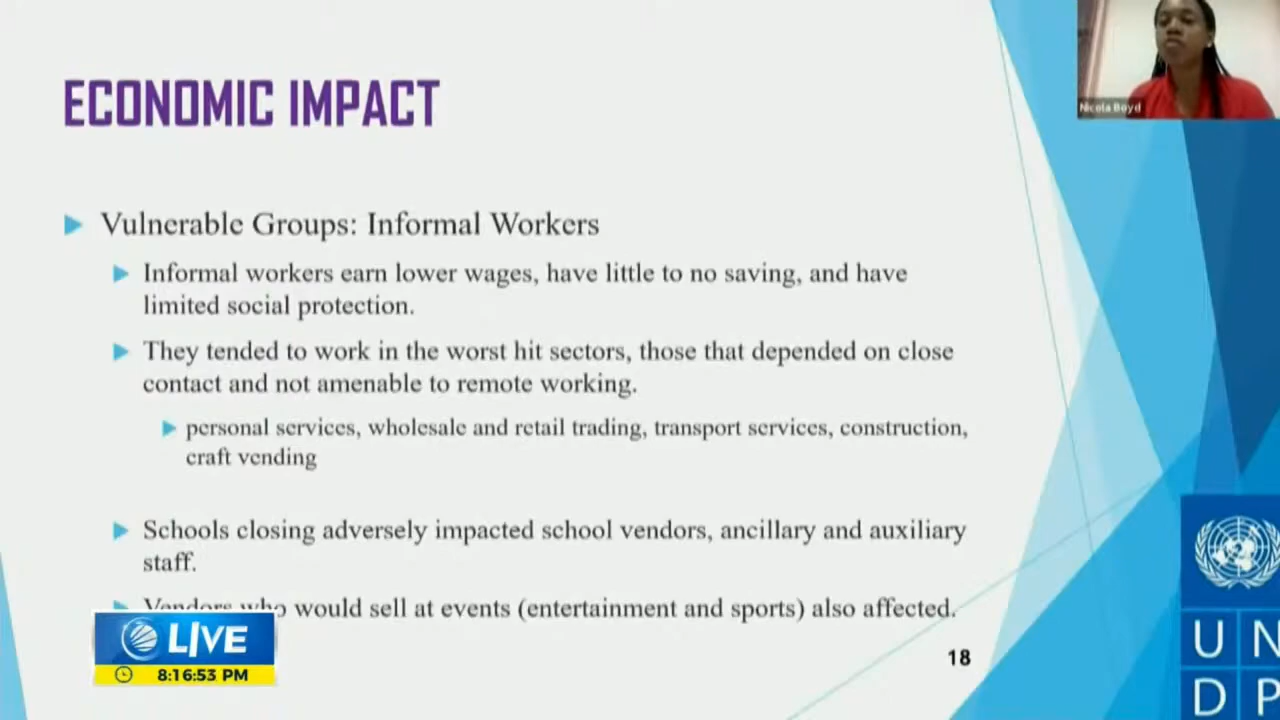 ECONOMIC IMPACT
Nicola Boyd
Vulnerable Groups: Informal Workers
Informal workers earn lower wages, have little to no saving, and have
limited social protection.
They tended to work in the worst hit sectors, those that depended on close
contact and not amenable to remote working.
personal services, wholesale and retail trading, transport services, construction,
craft vending
Schools closing adversely impacted school vendors, ancillary and auxiliary
staff.
Vendors who would sell at events (entertainment and sports) also affected.
LIVE
8:16:53 PM
18
U N
D P